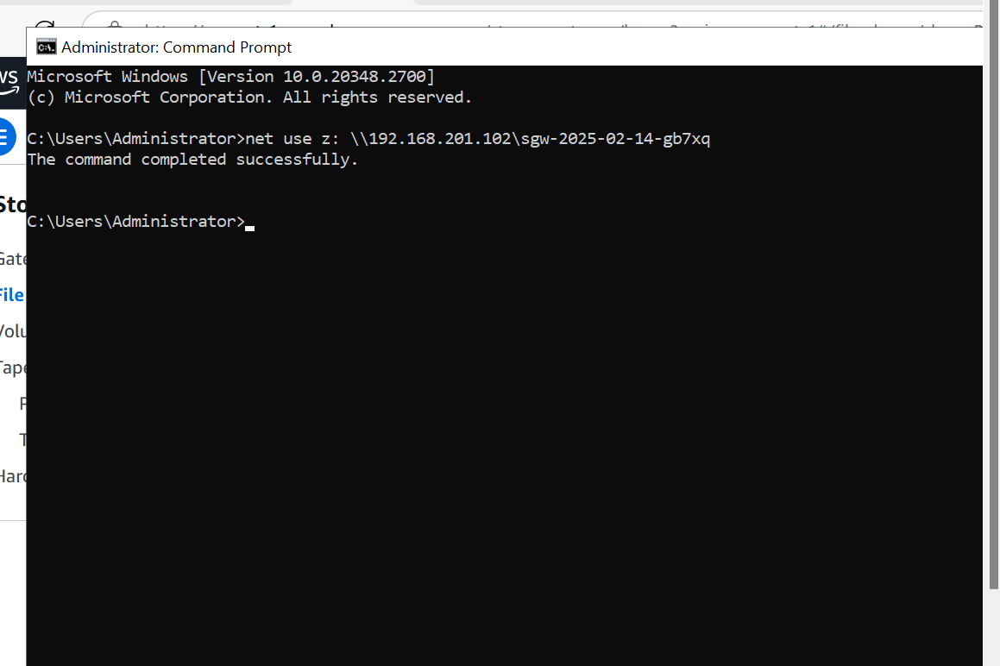 Administrator: Command Prompt
Microsoft Windows [Version 10.0.20348.2700]
(c) Microsoft Corporation. All rights reserved.
C:\Users\Administrator>net use z: \\192.168.201.102\sgw-2025-02-14-gb7xq
The command completed successfully.
C:\Users\Administrator>
Sto
Gate
File
Volu
Tape
P
T
Hard